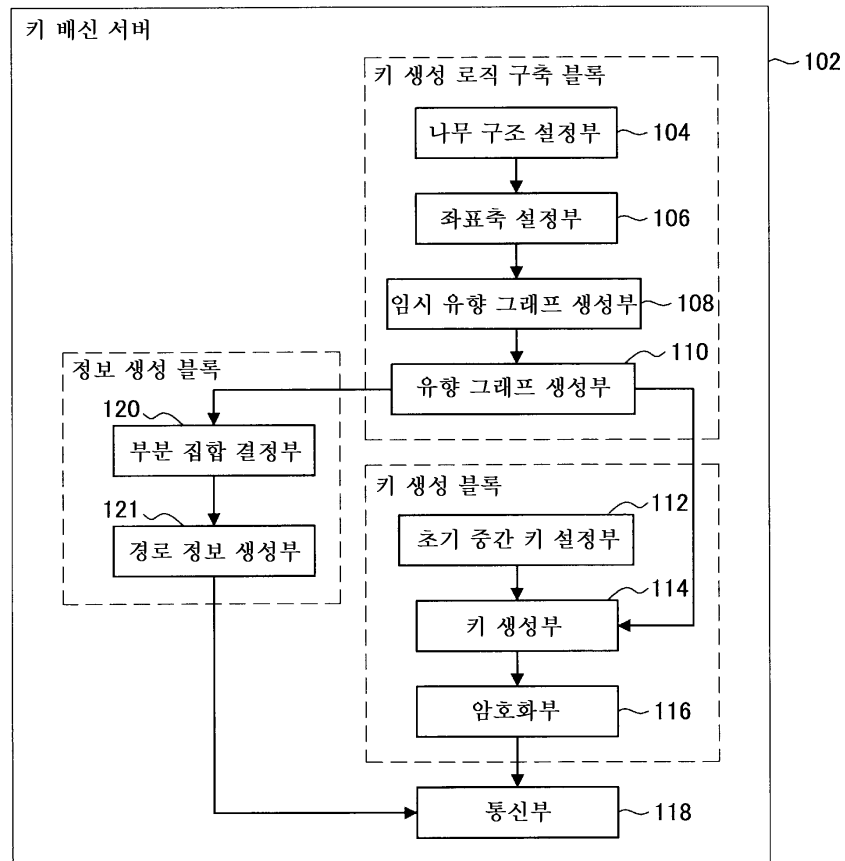 키 배신 서버
102
키 생성 로직 구축 블록
나무 구조 설정부
104
좌표축 설정부
106
임시 유향 그래프 생성부
108
110
유향 그래프 생성부
정보 생성 블록
120
부분 집합 결정부
121
경로 정보 생성부
키 생성 블록
112
초기 중간 키 설정부
114
키 생성부
암호화부
116
통신부
118